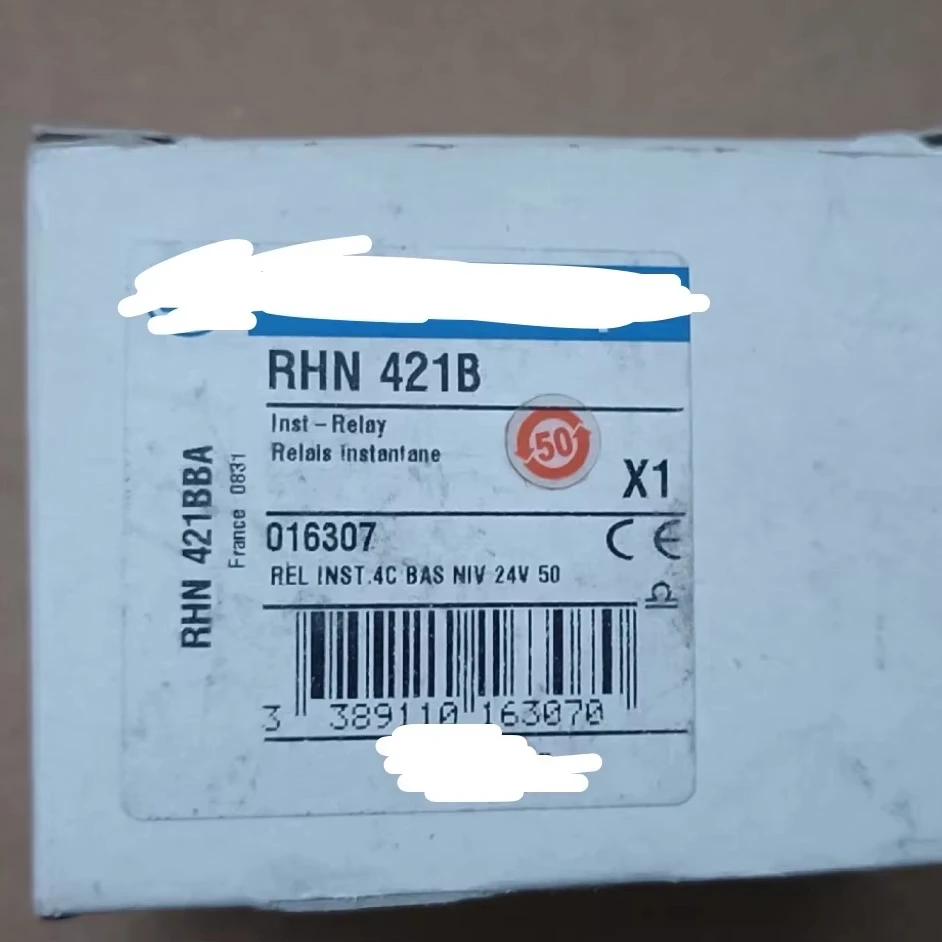 RHN 421B
Inst-Relay
Relais Instantane
50
X1
016307
CE
REL INST.4C BAS NIV 24V 50
3 389110 163070
RHN 421BBA
France 0831